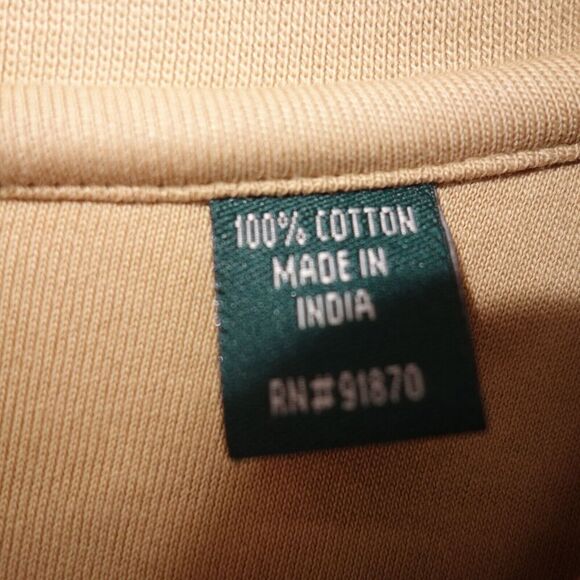 100% COTTON
MADE IN
INDIA
RN#91870